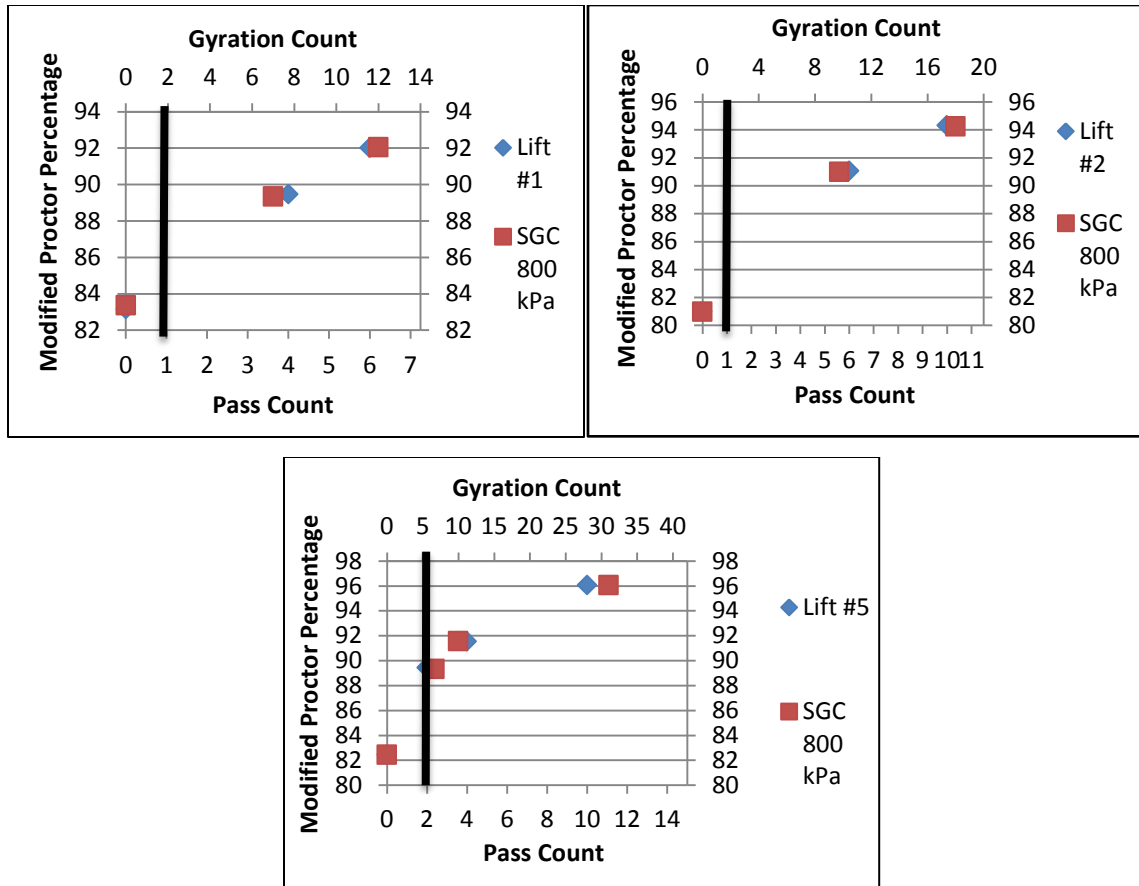 Gyration Count
0 2 4 6 8 10 12 14
Modified Proctor Percentage
94 94
92 92
90 90
88 88
86 86
84 84
82 82
0 1 2 3 4 5 6 7
Pass Count
Lift
#1
SGC
800
kPa
Gyration Count
0 4 8 12 16 20
Modified Proctor Percentage
96 96
94 94
92 92
90 90
88 88
86 86
84 84
82 82
80 80
0 1 2 3 4 5 6 7 8 9 10 11
Pass Count
Lift
#2
SGC
800
kPa
Gyration Count
0 5 10 15 20 25 30 35 40
Modified Proctor Percentage
98 98
96 96
94 94
92 92
90 90
88 88
86 86
84 84
82 82
80 80
0 2 4 6 8 10 12 14
Pass Count
Lift #5
SGC
800
kPa